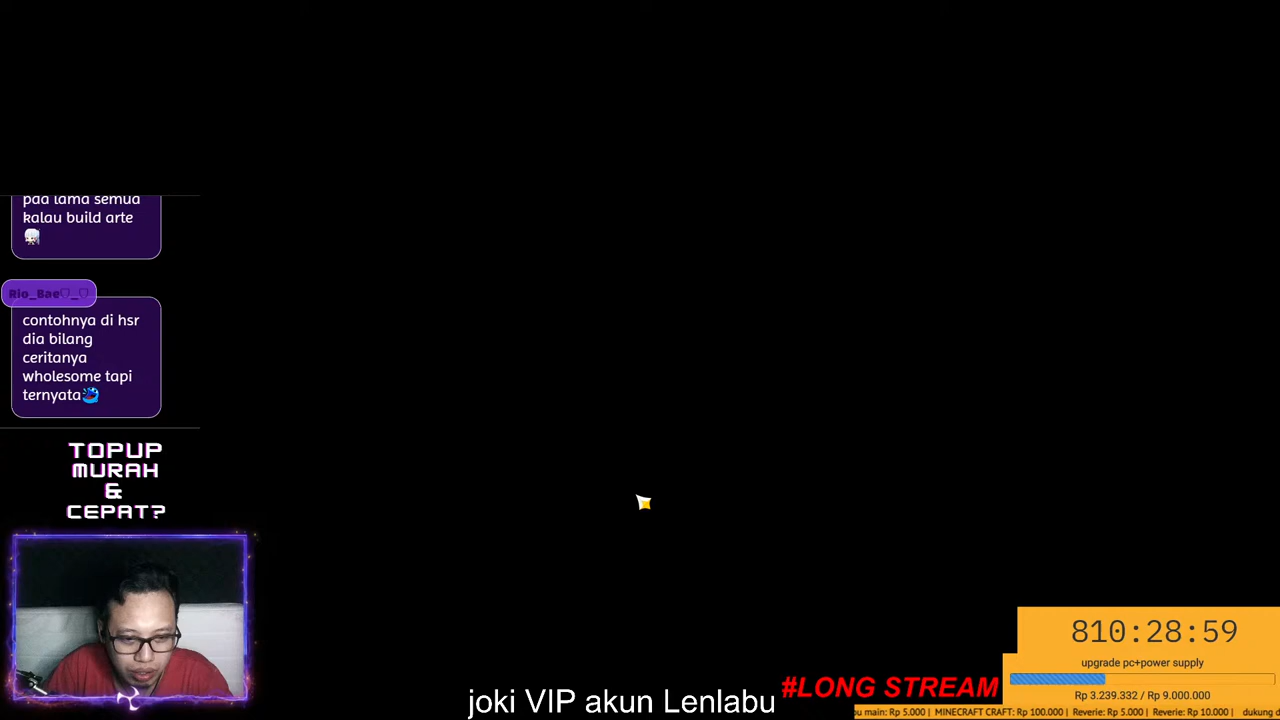 pda lama semua
kalau build arte
Rio_Bae♡_♡
contohnya di hsr
dia bilang
ceritanya
wholesome tapi
ternyata
TOPUP
MURAH
&
CEPAT?
810:28:59
upgrade pc+power supply
Rp 3.239.332 / Rp 9.000.000
joki VIP akun Lenlabu
#LONG STREAM
main: Rp 5.000 | MINECRAFT CRAFT: Rp 100.000 | Reverie: Rp 5.000 | Reverie: Rp 10.000 | dukung